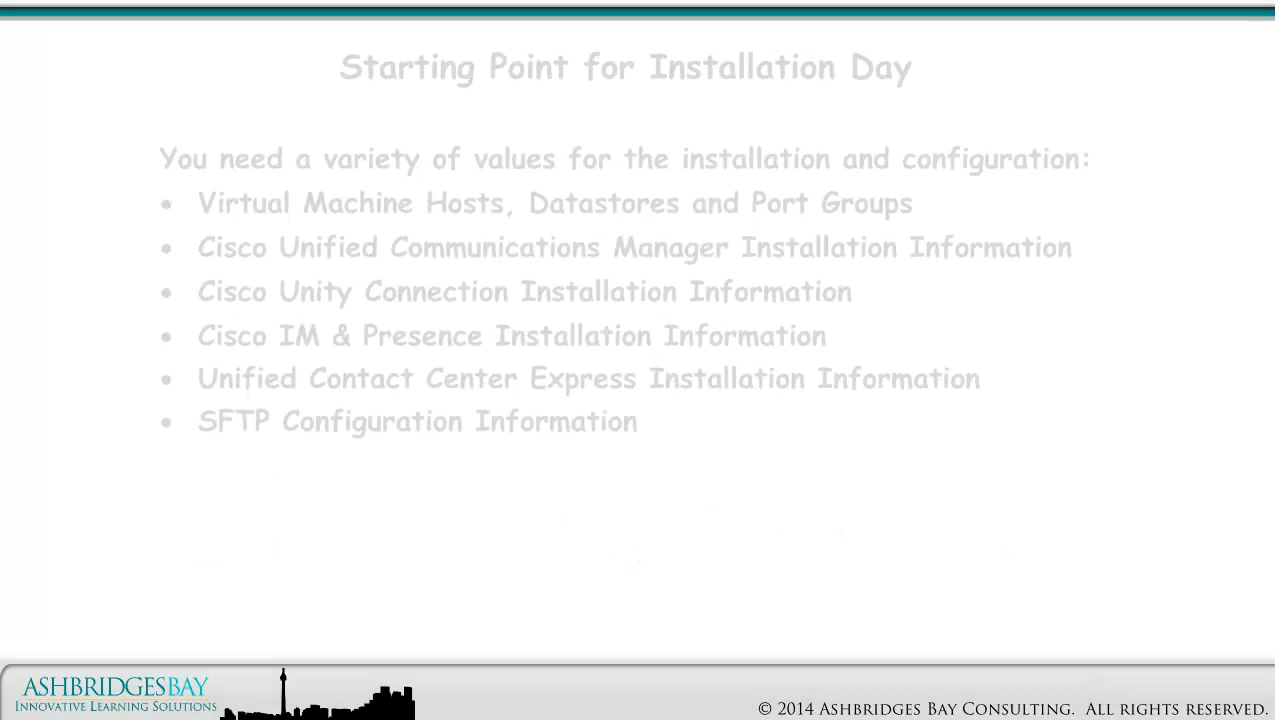 Starting Point for Installation Day
You need a variety of values for the installation and configuration:
• Virtual Machine Hosts, Datastores and Port Groups
• Cisco Unified Communications Manager Installation Information
• Cisco Unity Connection Installation Information
• Cisco IM & Presence Installation Information
• Unified Contact Center Express Installation Information
• SFTP Configuration Information
ASHBRIDGESBAY
INNOVATIVE LEARNING SOLUTIONS
© 2014 ASHBRIDGES BAY CONSULTING. ALL RIGHTS RESERVED.